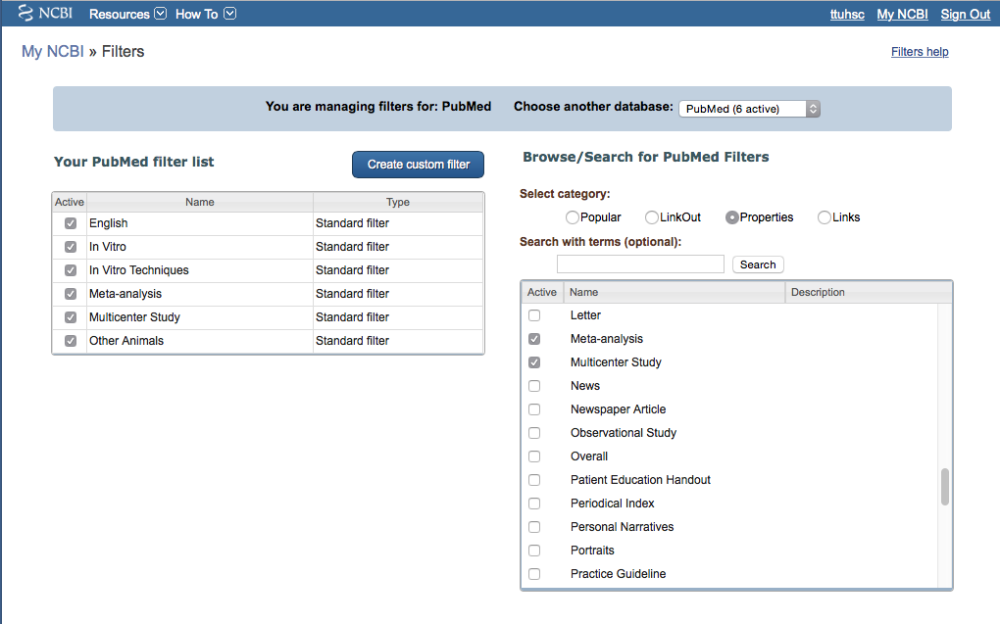 NCBI Resources How To ttuhsc My NCBI Sign Out
My NCBI » Filters
Filters help
You are managing filters for: PubMed Choose another database: PubMed (6 active)
Your PubMed filter list
Create custom filter
Active Name Type
English Standard filter
In Vitro Standard filter
In Vitro Techniques Standard filter
Meta-analysis Standard filter
Multicenter Study Standard filter
Other Animals Standard filter
Browse/Search for PubMed Filters
Select category:
Popular LinkOut Properties Links
Search with terms (optional):
Search
Active Name Description
Letter
Meta-analysis
Multicenter Study
News
Newspaper Article
Observational Study
Overall
Patient Education Handout
Periodical Index
Personal Narratives
Portraits
Practice Guideline